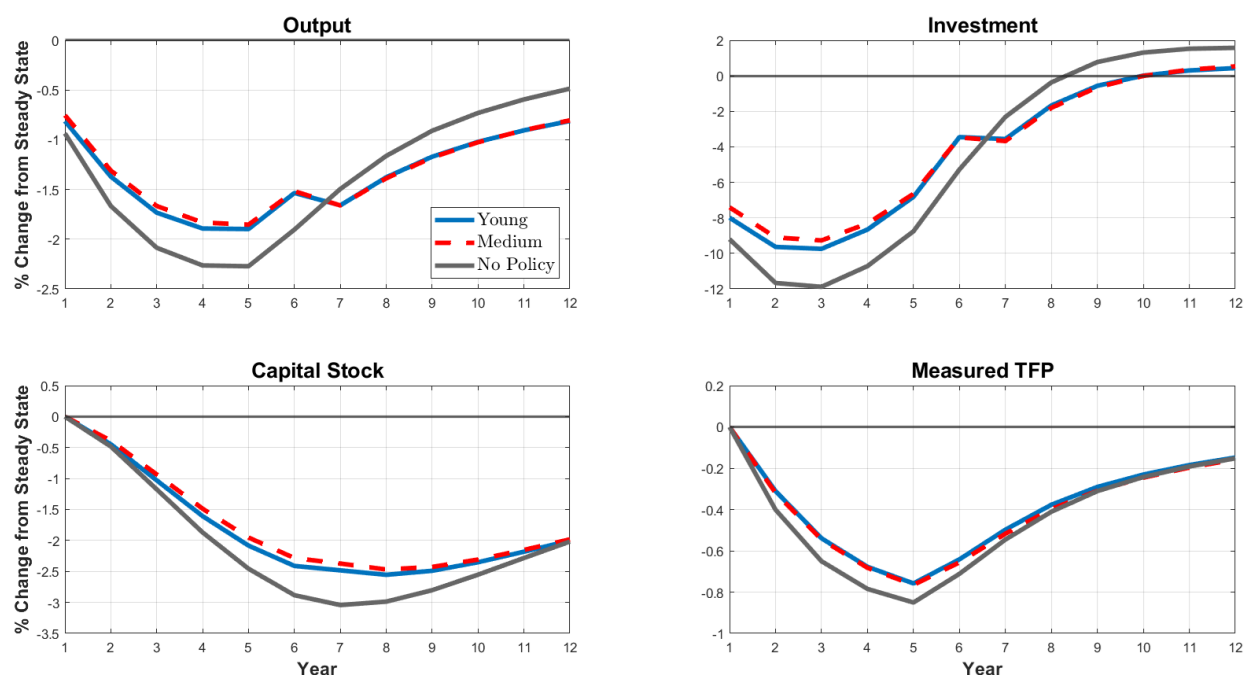 Output
% Change from Steady State
0
-0.5
-1
-1.5
-2
-2.5
1 2 3 4 5 6 7 8 9 10 11 12
Young
Medium
No Policy
Investment
2
0
-2
-4
-6
-8
-10
-12
1 2 3 4 5 6 7 8 9 10 11 12
Capital Stock
% Change from Steady State
0.5
0
-0.5
-1
-1.5
-2
-2.5
-3
-3.5
1 2 3 4 5 6 7 8 9 10 11 12
Year
Measured TFP
0.2
0
-0.2
-0.4
-0.6
-0.8
-1
1 2 3 4 5 6 7 8 9 10 11 12
Year